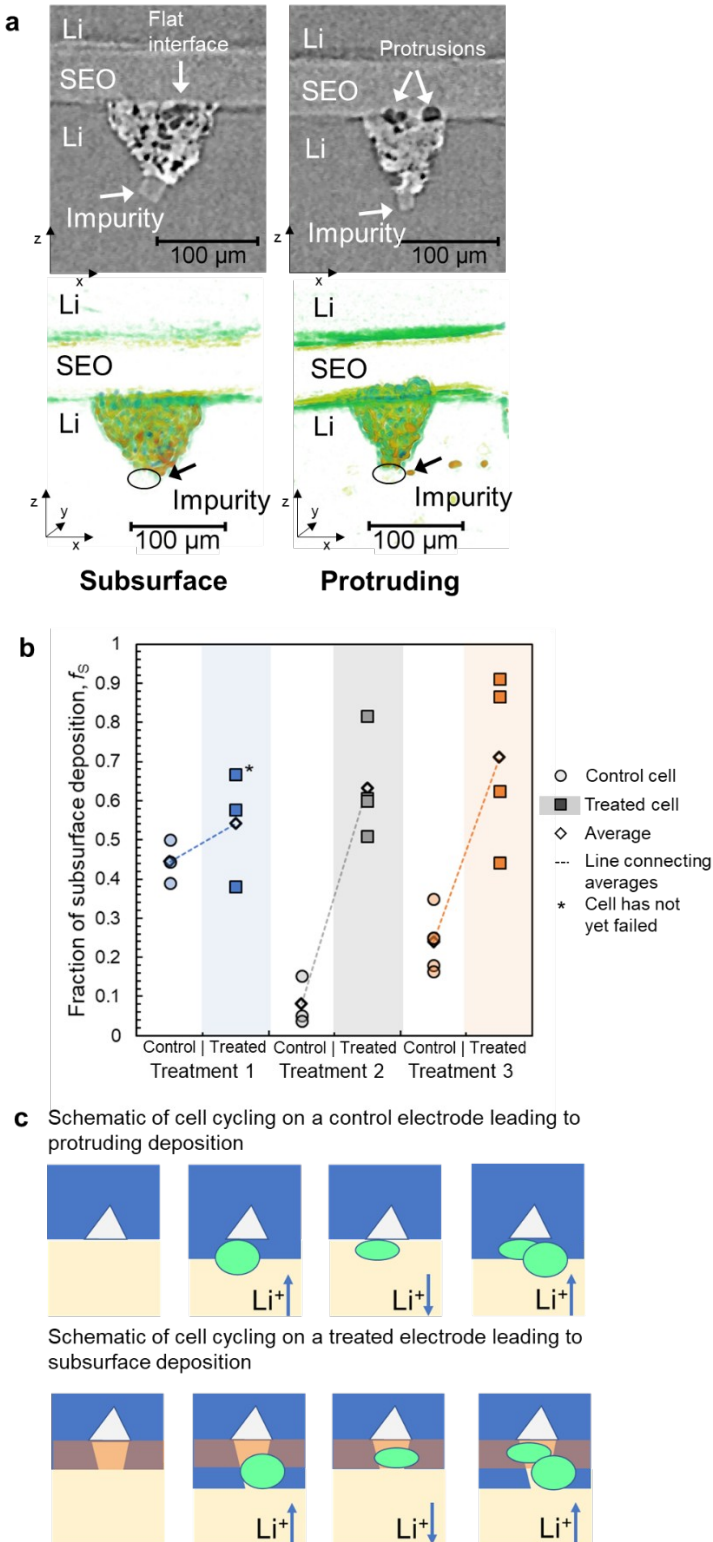 a
Li
Flat
interface
SEO
Li
Impurity
z
x
100 µm
Li
Protrusions
SEO
Li
Impurity
z
x
100 µm
Li
SEO
Li
Impurity
z
y
x
100 µm
Subsurface
Li
SEO
Li
Impurity
z
y
x
100 µm
Protruding
b
Fraction of subsurface deposition, fS
1
0.9
0.8
0.7
0.6
0.5
0.4
0.3
0.2
0.1
0
*
Control | Treated Control | Treated Control | Treated
Treatment 1 Treatment 2 Treatment 3
Control cell
Treated cell
Average
Line connecting
averages
* Cell has not
yet failed
c Schematic of cell cycling on a control electrode leading to
protruding deposition
Li+
Li+
Li+
Schematic of cell cycling on a treated electrode leading to
subsurface deposition
Li+
Li+
Li+